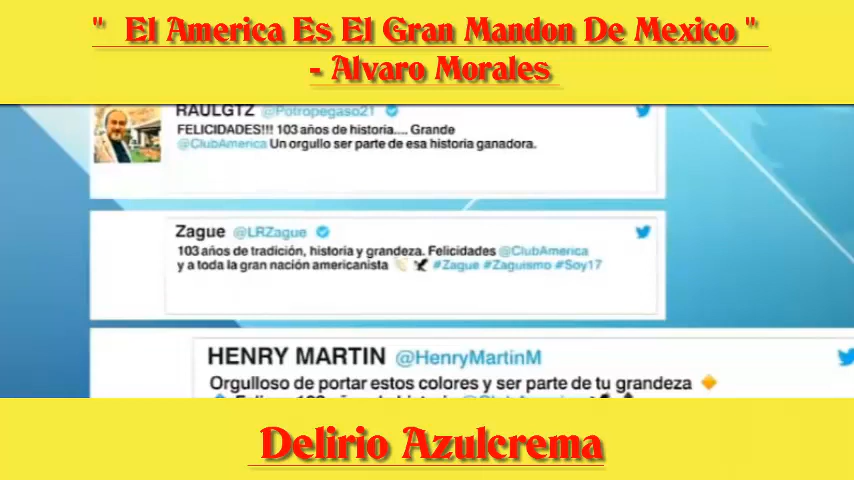 " El America Es El Gran Mandon De Mexico "
- Alvaro Morales
RAULGTZ @Potropegaso21
FELICIDADES!!! 103 años de historia.... Grande
@ClubAmerica Un orgullo ser parte de esa historia ganadora.
Zague @LRZague
103 años de tradición, historia y grandeza. Felicidades @ClubAmerica
y a toda la gran nación americanista 👏🏻 🦅 #Zague #Zaguismo #Soy17
HENRY MARTIN @HenryMartinM
Orgulloso de portar estos colores y ser parte de tu grandeza 🔶
Delirio Azulcrema